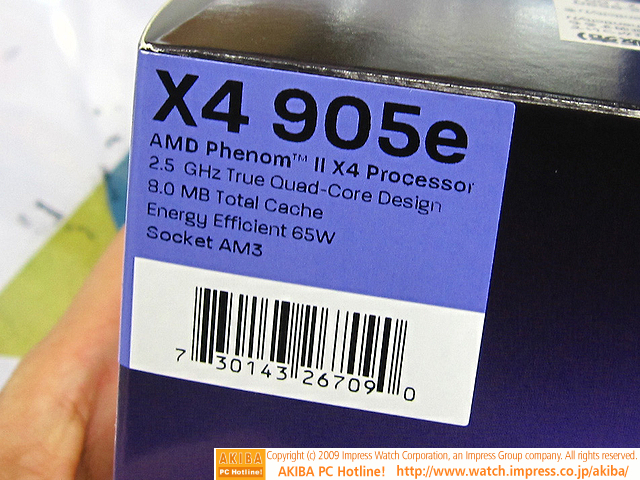 X4 905e
AMD Phenom™ II X4 Processor
2.5 GHz True Quad-Core Design
8.0 MB Total Cache
Energy Efficient 65W
Socket AM3
7 30143 26709 0
AKIBA Copyright (c) 2009 Impress Watch Corporation, an Impress Group company. All rights reserved.
PC Hotline! AKIBA PC Hotline! http://www.watch.impress.co.jp/akiba/